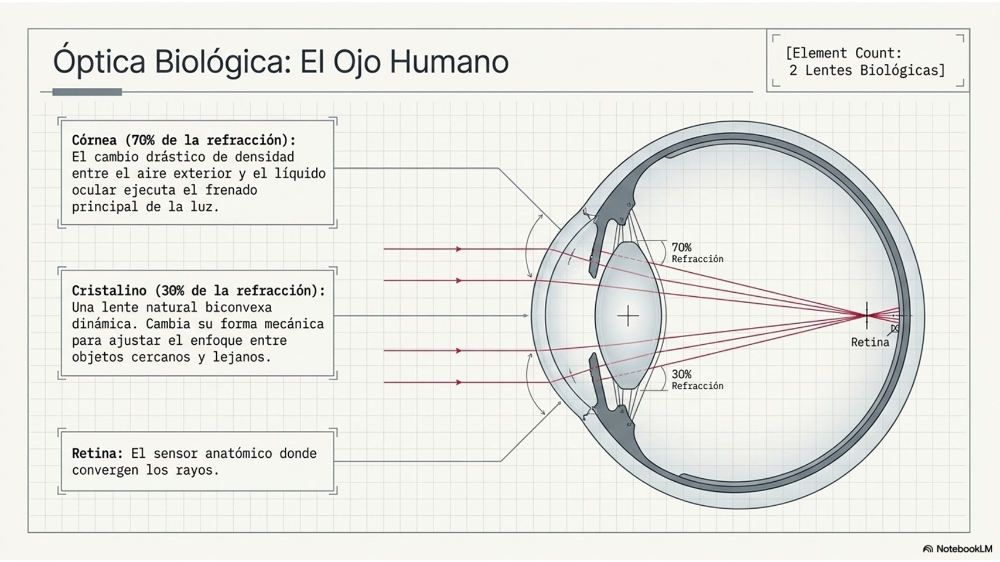 Óptica Biológica: El Ojo Humano
[Element Count:
2 Lentes Biológicas]
Córnea (70% de la refracción):
El cambio drástico de densidad
entre el aire exterior y el líquido
ocular ejecuta el frenado
principal de la luz.
Cristalino (30% de la refracción):
Una lente natural biconvexa
dinámica. Cambia su forma mecánica
para ajustar el enfoque entre
objetos cercanos y lejanos.
Retina: El sensor anatómico donde
convergen los rayos.
70%
Refracción
Retina
30%
Refracción
NotebookLM